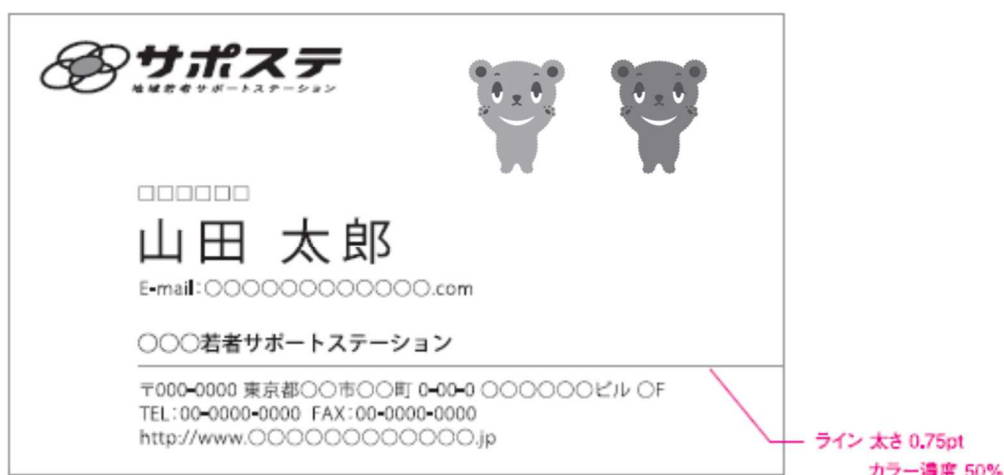 サポステ
地域若者サポートステーション
□□□□□□
山田 太郎
E-mail:○○○○○○○○○○○○.com
○○○若者サポートステーション
〒000-0000 東京都○○市○○町 0-00-0 ○○○○○○ビル ○F
TEL:00-0000-0000 FAX:00-0000-0000
http://www.○○○○○○○○○○○○.jp
ライン 太さ 0.75pt
カラー濃度 50%